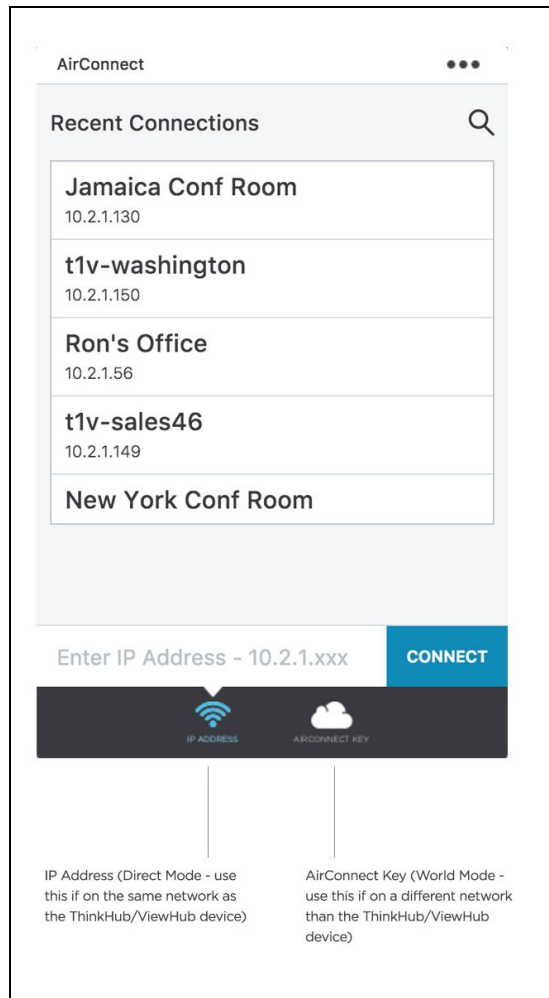 AirConnect
Recent Connections
Jamaica Conf Room
10.2.1.130
t1v-washington
10.2.1.150
Ron's Office
10.2.1.56
t1v-sales46
10.2.1.149
New York Conf Room
Enter IP Address - 10.2.1.xxx
CONNECT
IP ADDRESS
AIRCONNECT KEY
IP Address (Direct Mode - use
this if on the same network as
the ThinkHub/ViewHub device)
AirConnect Key (World Mode -
use this if on a different network
than the ThinkHub/ViewHub
device)